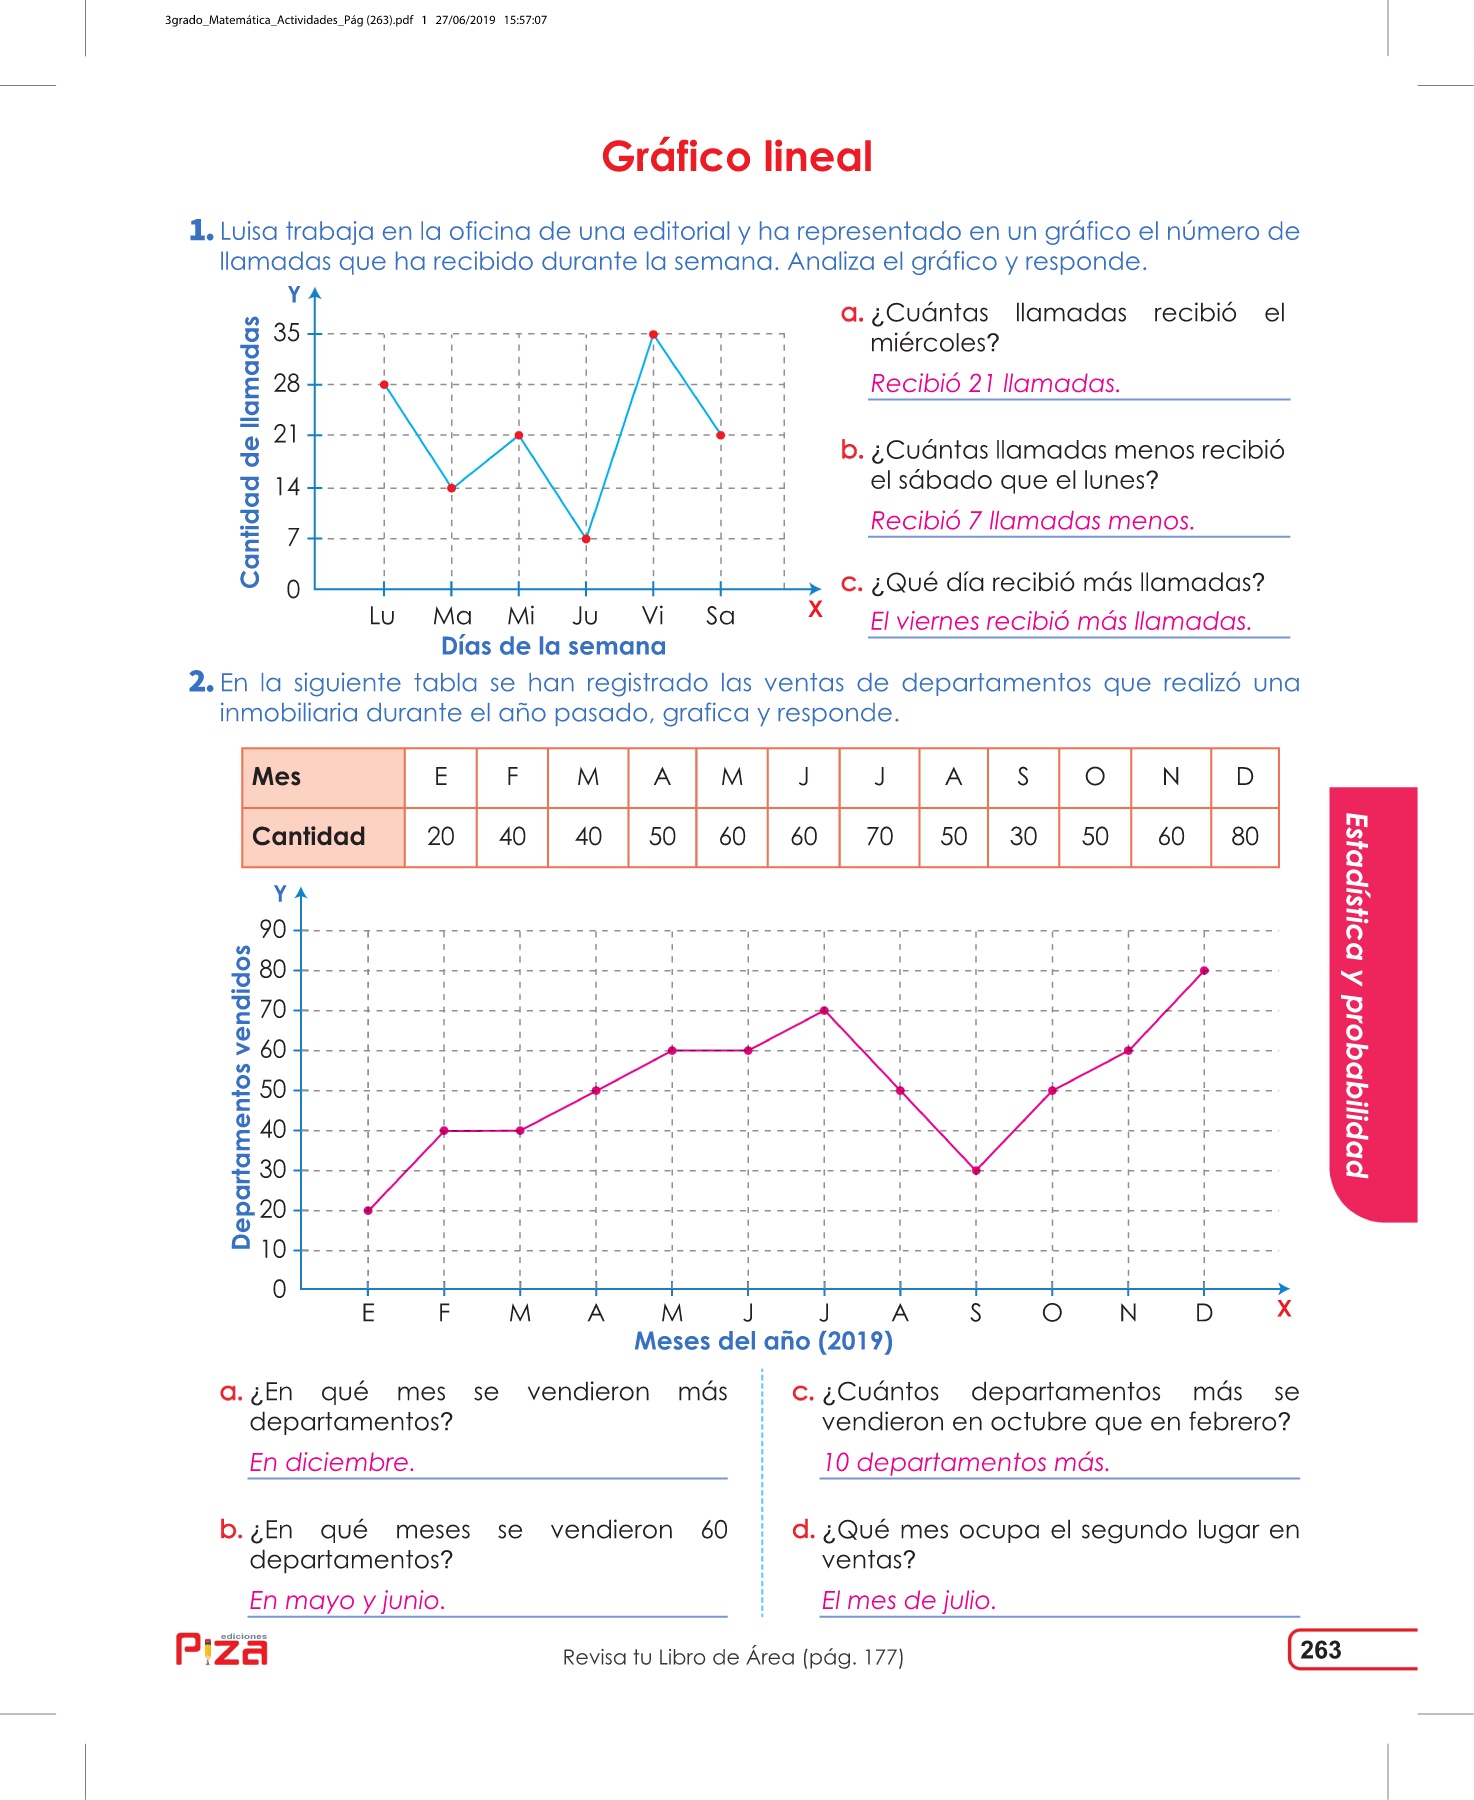 3grado_Matemática_Actividades_Pág (263).pdf 1 27/06/2019 15:57:07
Gráfico lineal
1. Luisa trabaja en la oficina de una editorial y ha representado en un gráfico el número de
llamadas que ha recibido durante la semana. Analiza el gráfico y responde.
Y
Cantidad de llamadas
35
28
21
14
7
0
Lu Ma Mi Ju Vi Sa
X
Días de la semana
a. ¿Cuántas llamadas recibió el
miércoles?
Recibió 21 llamadas.
b. ¿Cuántas llamadas menos recibió
el sábado que el lunes?
Recibió 7 llamadas menos.
c. ¿Qué día recibió más llamadas?
El viernes recibió más llamadas.
2. En la siguiente tabla se han registrado las ventas de departamentos que realizó una
inmobiliaria durante el año pasado, grafica y responde.
Mes E F M A M J J A S O N D
Cantidad 20 40 40 50 60 60 70 50 30 50 60 80
Y
Departamentos vendidos
90
80
70
60
50
40
30
20
10
0
E F M A M J J A S O N D
X
Meses del año (2019)
a. ¿En qué mes se vendieron más
departamentos?
En diciembre.
b. ¿En qué meses se vendieron 60
departamentos?
En mayo y junio.
c. ¿Cuántos departamentos más se
vendieron en octubre que en febrero?
10 departamentos más.
d. ¿Qué mes ocupa el segundo lugar en
ventas?
El mes de julio.
Estadística y probabilidad
ediciones
Piza
Revisa tu Libro de Área (pág. 177)
263